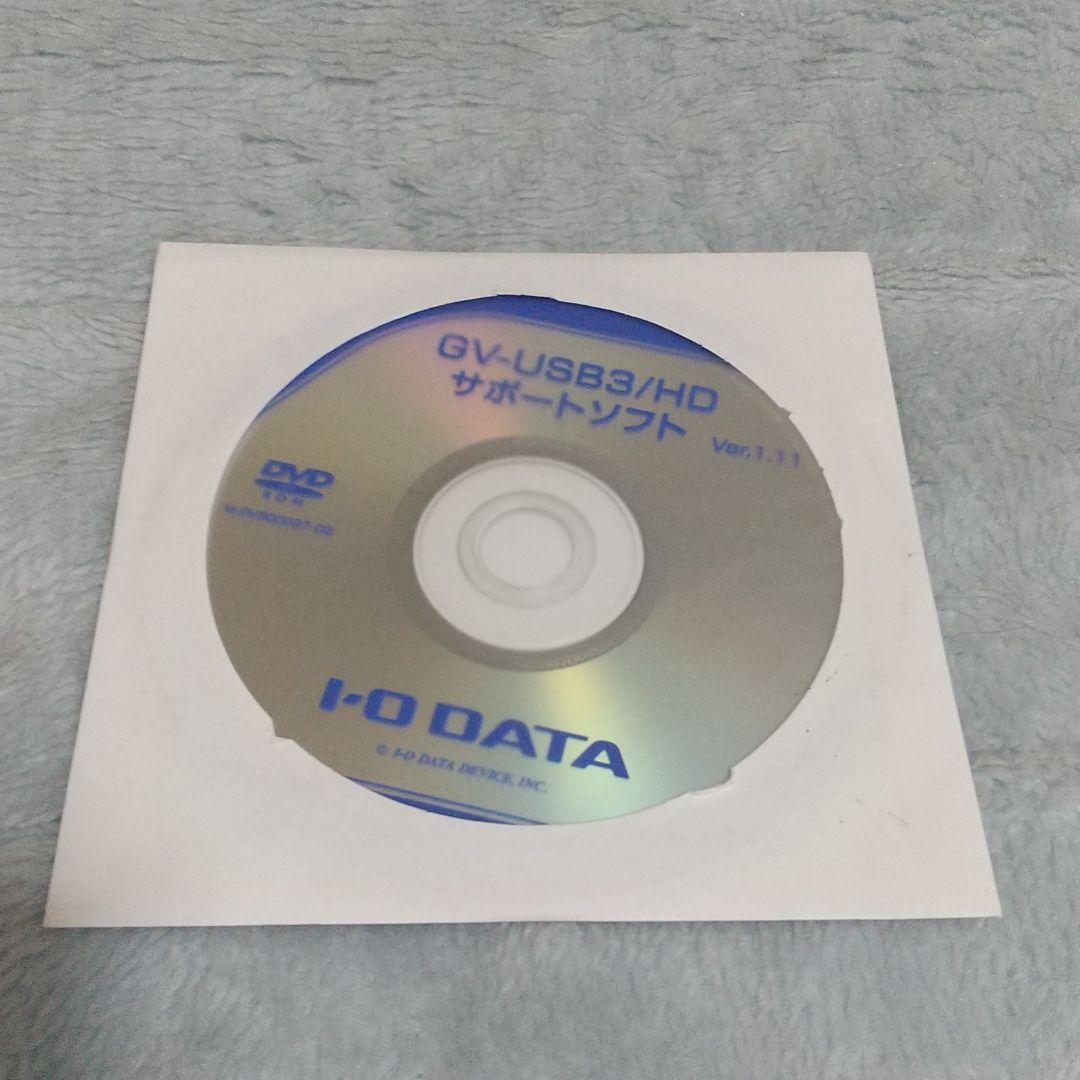 GV-USB3/HD
サポートソフト Ver.1.11
DVD
ROM
I-O DATA
© I-O DATA DEVICE, INC.